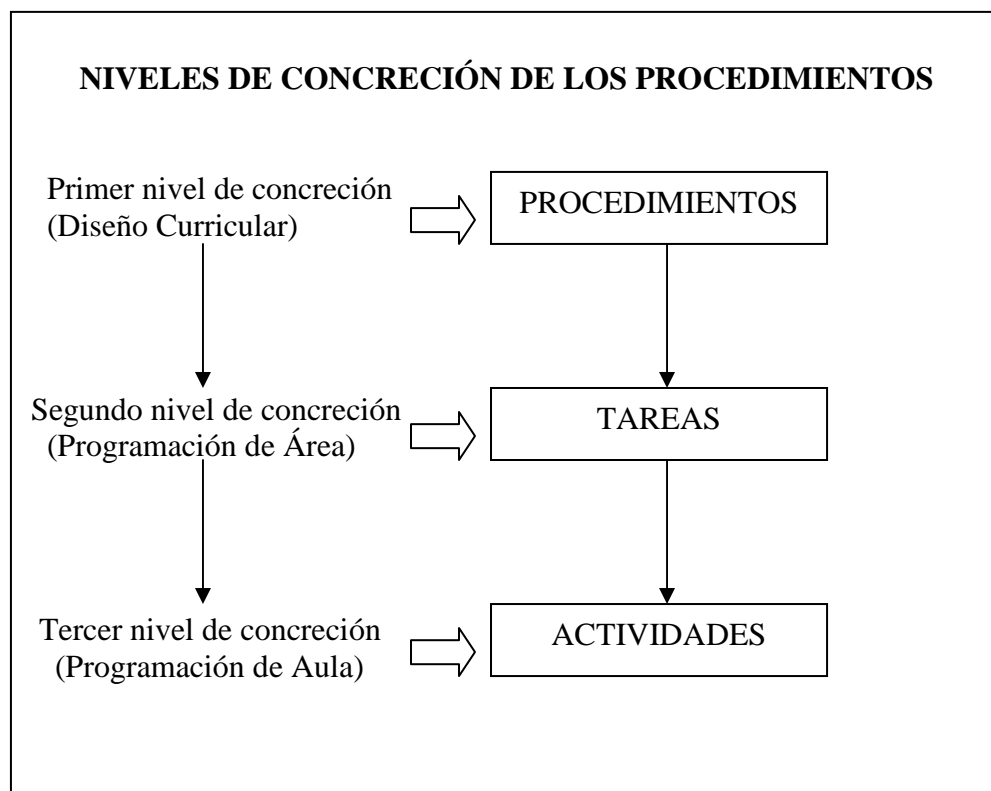 NIVELES DE CONCRECIÓN DE LOS PROCEDIMIENTOS
Primer nivel de concreción
(Diseño Curricular)
PROCEDIMIENTOS
Segundo nivel de concreción
(Programación de Área)
TAREAS
Tercer nivel de concreción
(Programación de Aula)
ACTIVIDADES